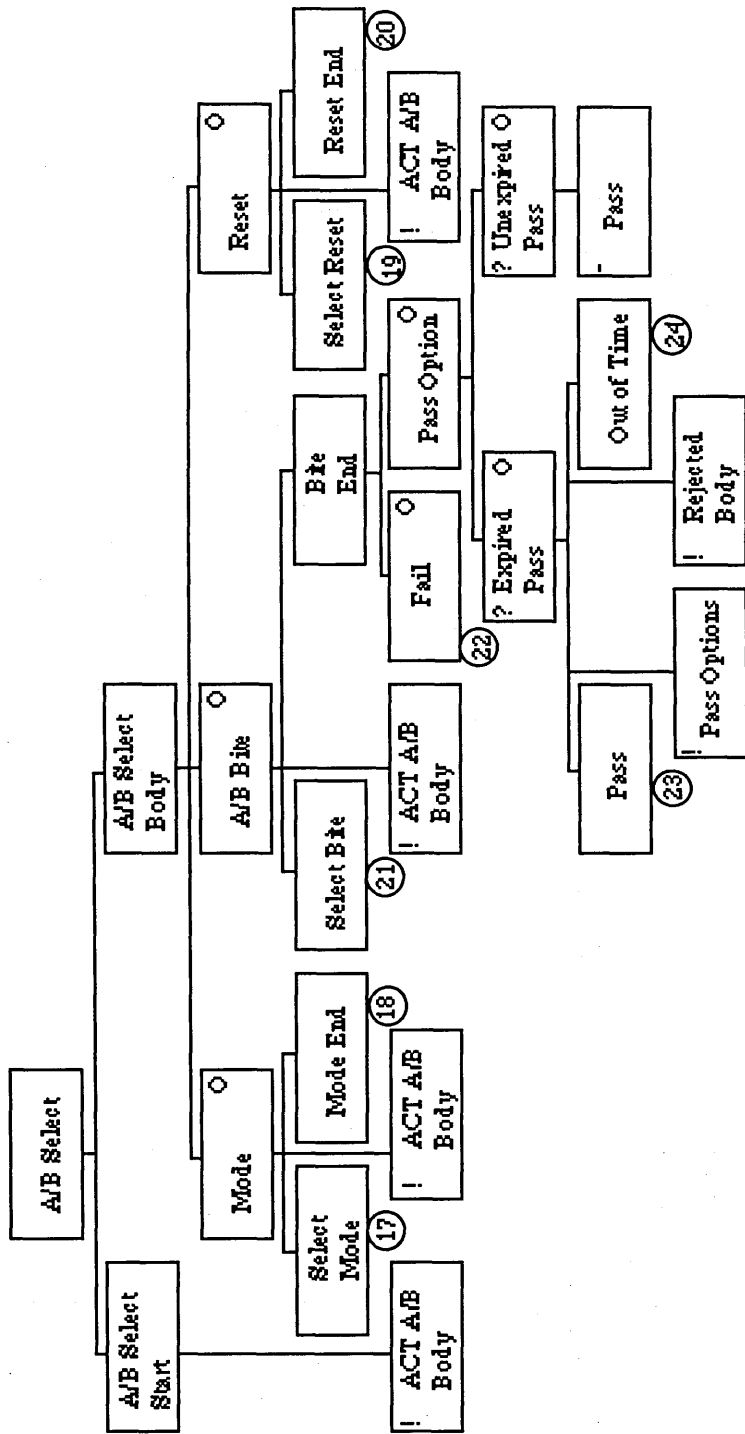 A/B Select
A/B Select
Start
A/B Select
Body
Mode
O
A/B Bite
O
Reset
O
Select
Mode
17
Mode End
18
Select Bite
21
Bite
End
Select Reset
19
Reset End
20
! ACT A/B
Body
! ACT A/B
Body
! ACT A/B
Body
Fail
O
22
Pass Option
O
! ACT A/B
Body
? Expired
Pass
O
? Unexpired
Pass
O
Pass
23
Out of Time
24
- Pass
! Pass Options
! Rejected
Body